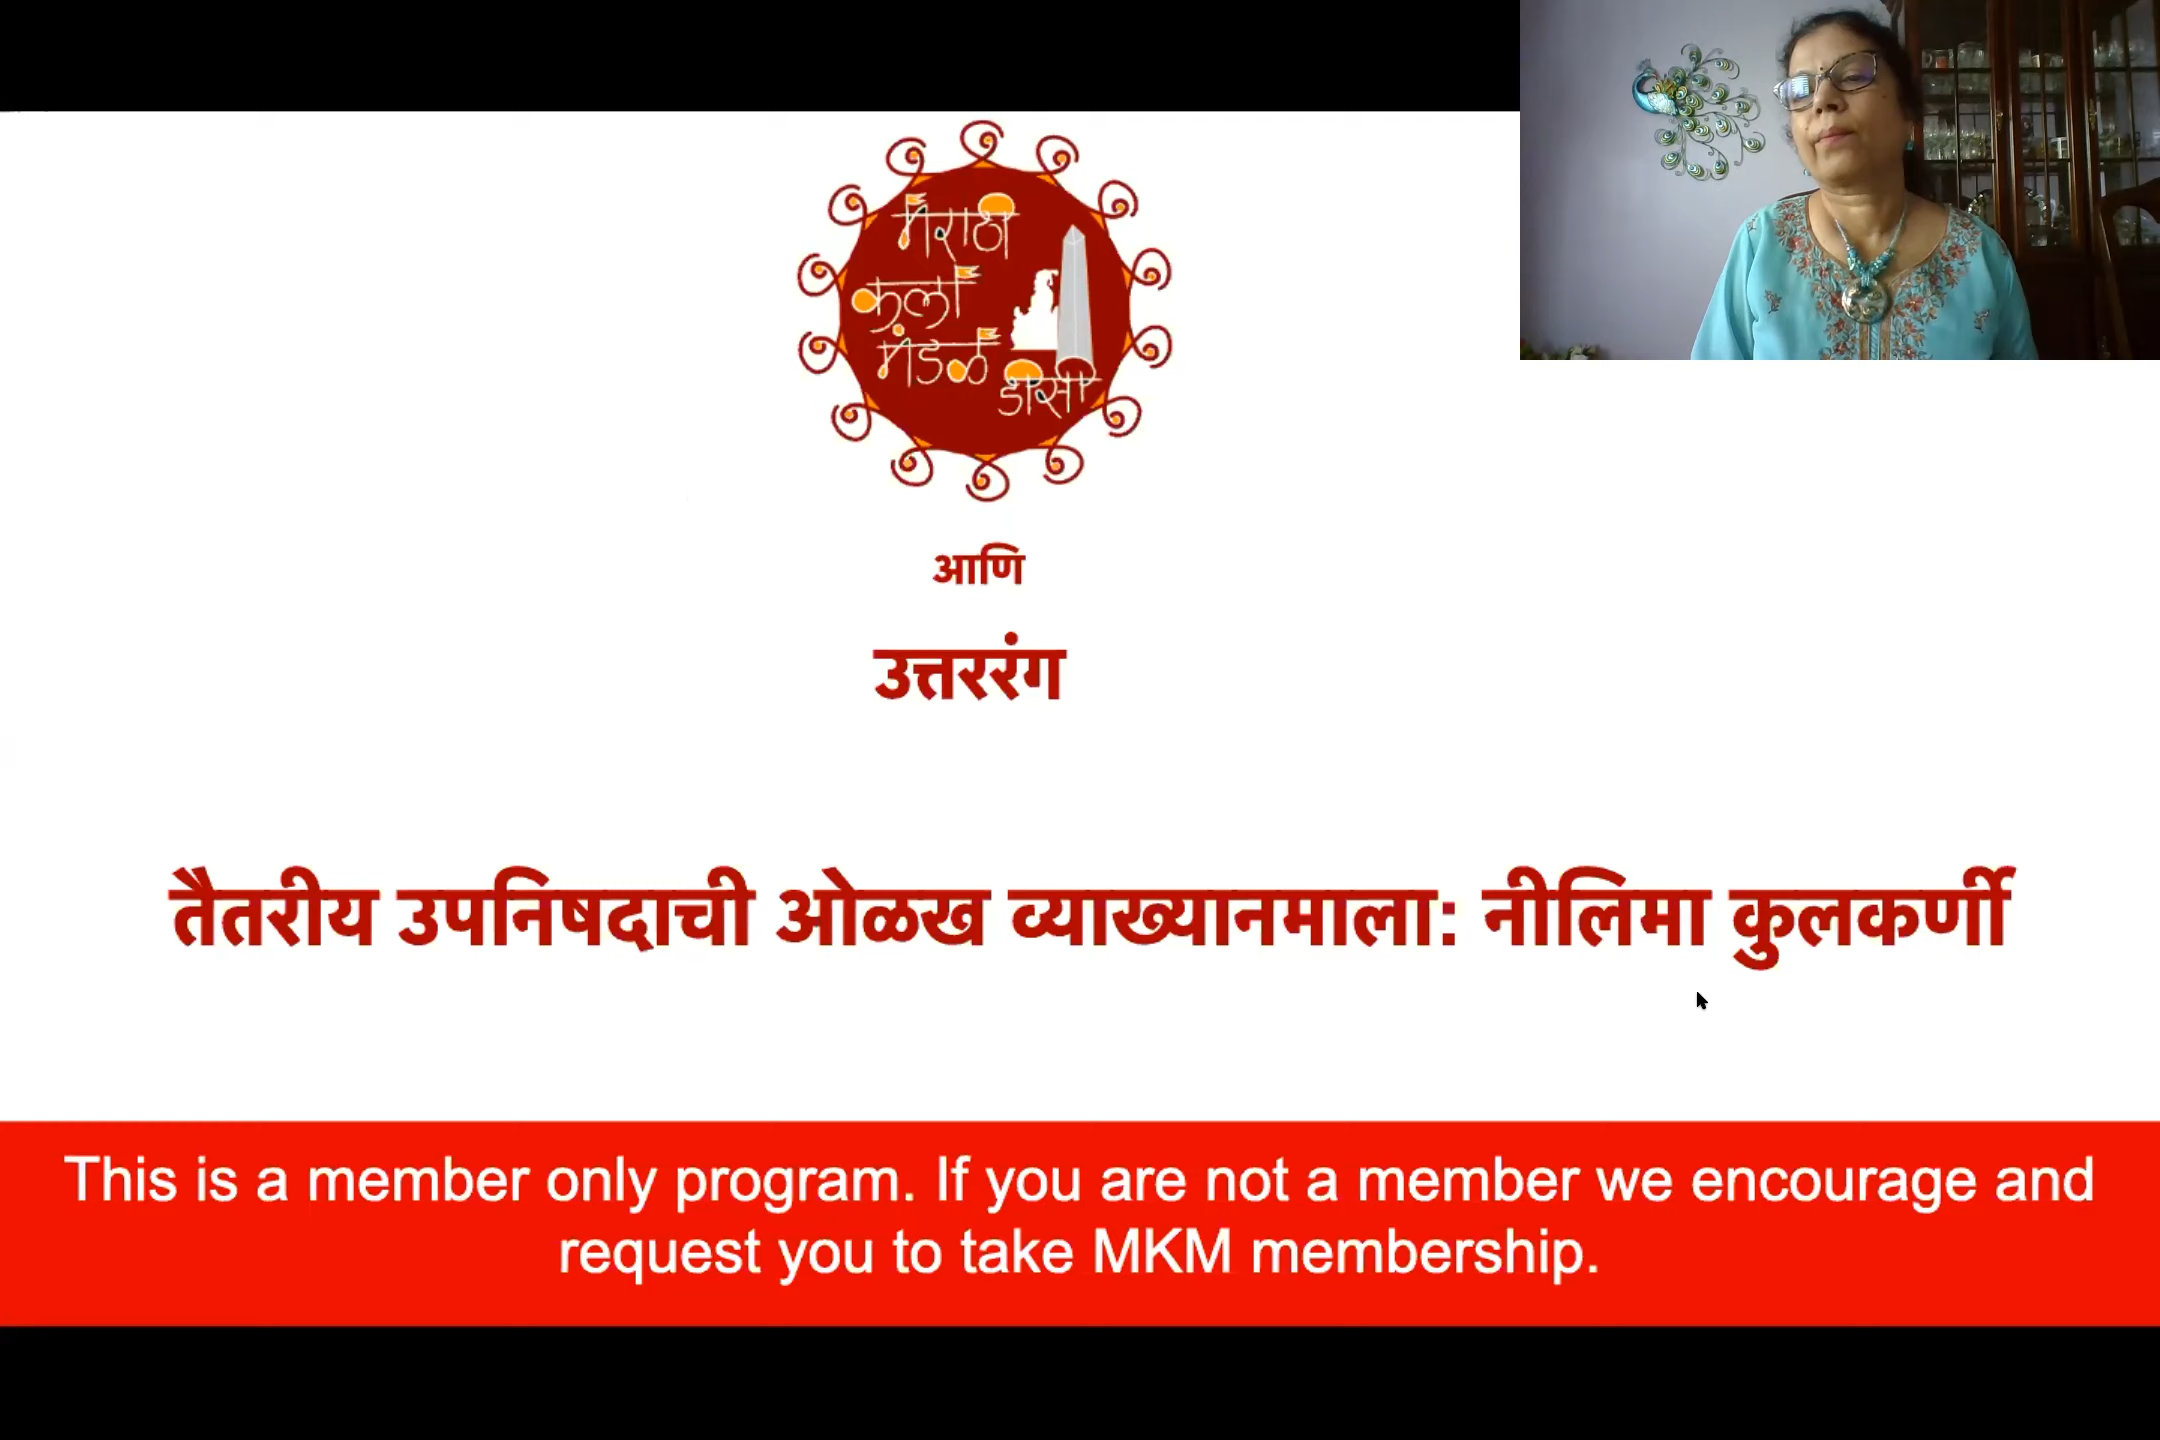 मराठी
कला
मंडळ
डीसी
आणि
उत्तररंग
तैतरीय उपनिषदाची ओळख व्याख्यानमाला: नीलिमा कुलकर्णी
This is a member only program. If you are not a member we encourage and
request you to take MKM membership.